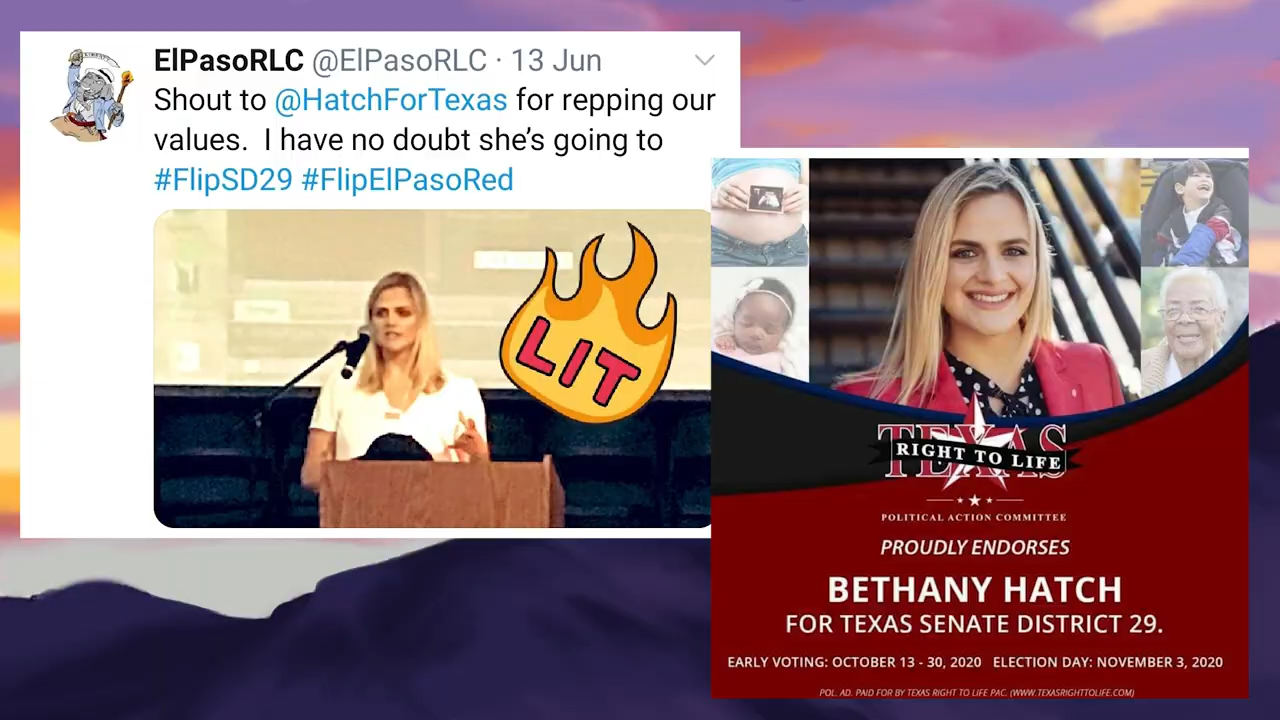 ElPasoRLC @ElPasoRLC · 13 Jun
Shout to @HatchForTexas for repping our
values. I have no doubt she's going to
#FlipSD29 #FlipElPasoRed
LIT
TEXAS
RIGHT TO LIFE
POLITICAL ACTION COMMITTEE
PROUDLY ENDORSES
BETHANY HATCH
FOR TEXAS SENATE DISTRICT 29.
EARLY VOTING: OCTOBER 13 - 30, 2020 ELECTION DAY: NOVEMBER 3, 2020
POL. AD. PAID FOR BY TEXAS RIGHT TO LIFE PAC. (WWW.TEXASRIGHTTOLIFE.COM)